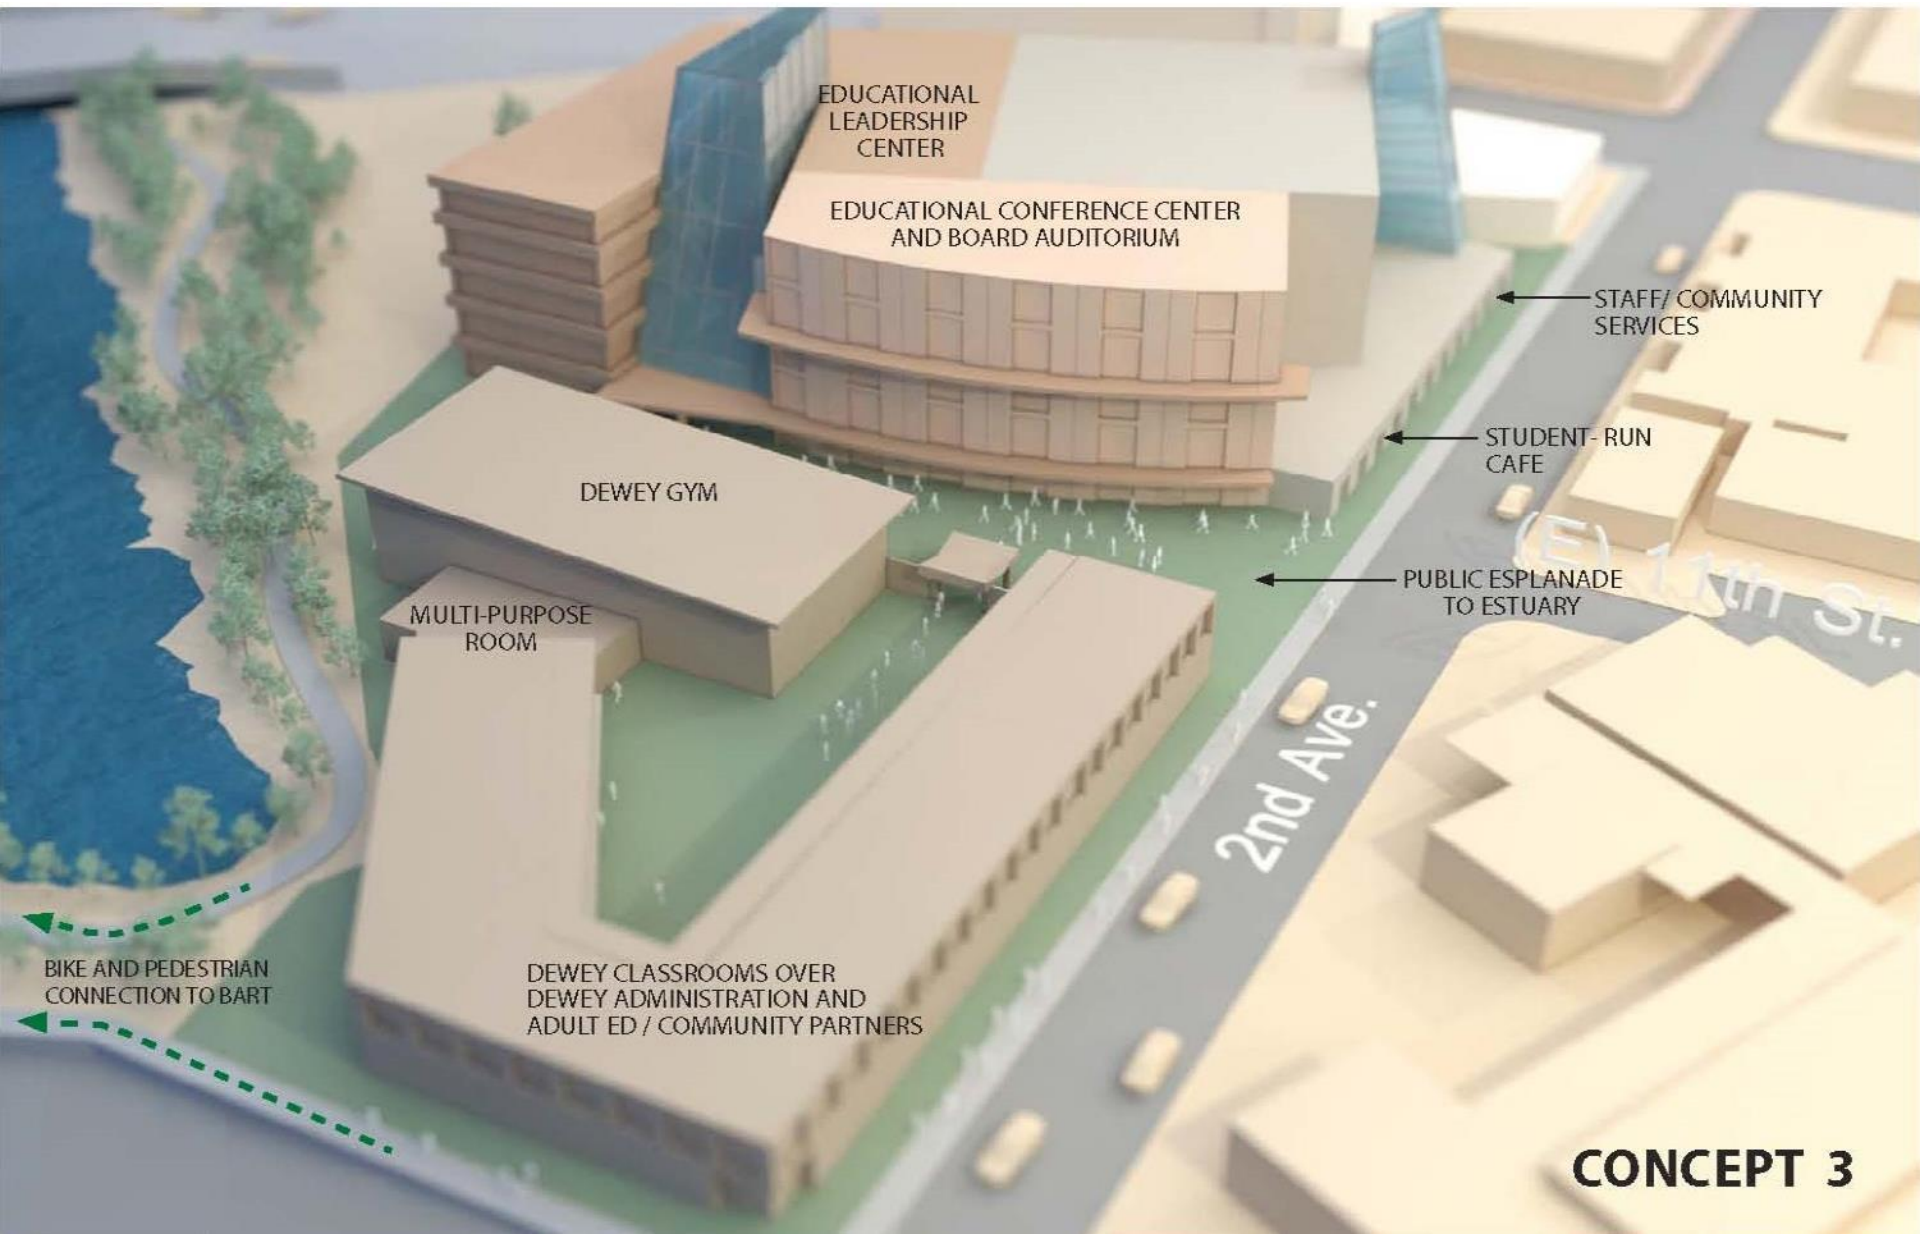 EDUCATIONAL
LEADERSHIP
CENTER
EDUCATIONAL CONFERENCE CENTER
AND BOARD AUDITORIUM
STAFF/ COMMUNITY
SERVICES
STUDENT- RUN
CAFE
DEWEY GYM
(E) 11th St.
PUBLIC ESPLANADE
TO ESTUARY
MULTI-PURPOSE
ROOM
2nd Ave.
BIKE AND PEDESTRIAN
CONNECTION TO BART
DEWEY CLASSROOMS OVER
DEWEY ADMINISTRATION AND
ADULT ED / COMMUNITY PARTNERS
CONCEPT 3